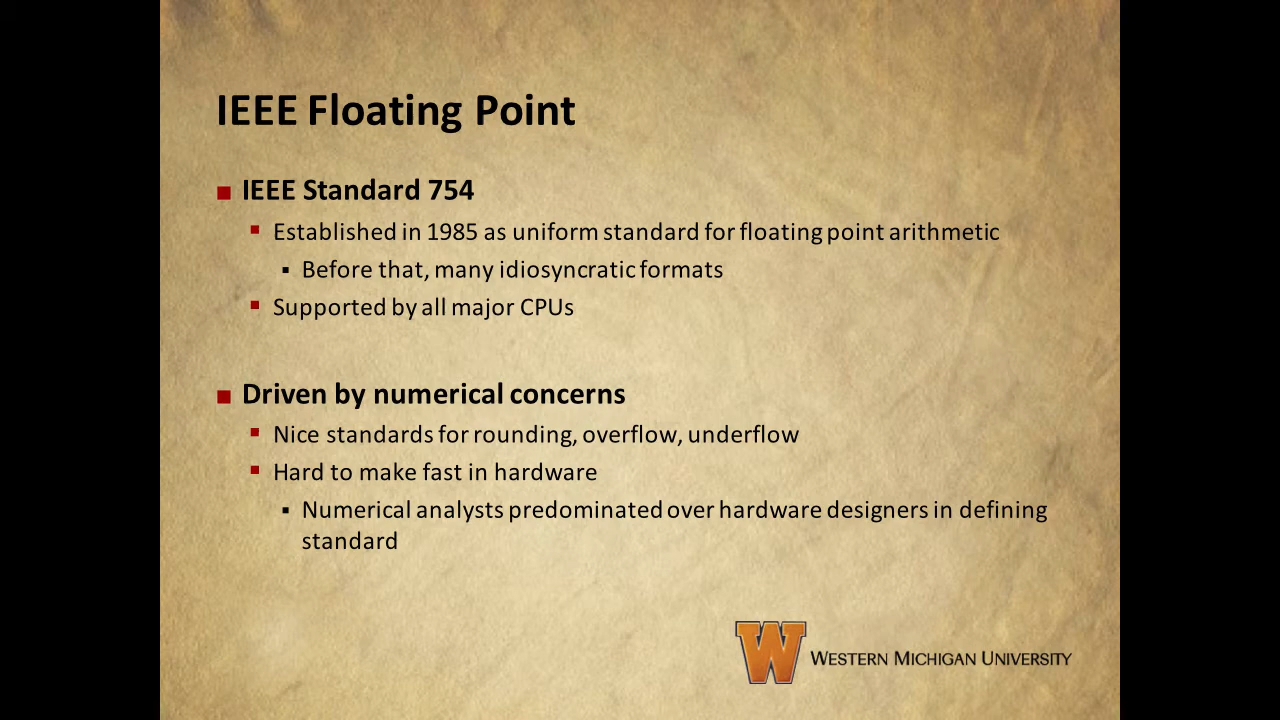 IEEE Floating Point
IEEE Standard 754
Established in 1985 as uniform standard for floating point arithmetic
Before that, many idiosyncratic formats
Supported by all major CPUs
Driven by numerical concerns
Nice standards for rounding, overflow, underflow
Hard to make fast in hardware
Numerical analysts predominated over hardware designers in defining
standard
W WESTERN MICHIGAN UNIVERSITY